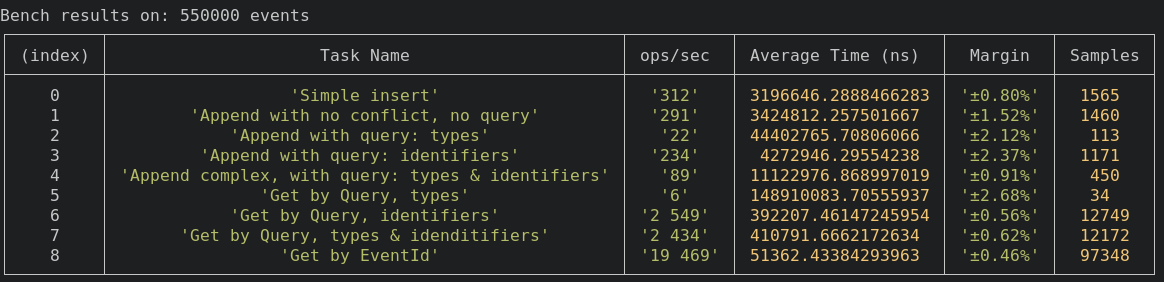 Bench results on: 550000 events
(index) Task Name ops/sec Average Time (ns) Margin Samples
0 'Simple insert' '312' 3196646.2888466283 '±0.80%' 1565
1 'Append with no conflict, no query' '291' 3424812.257501667 '±1.52%' 1460
2 'Append with query: types' '22' 44402765.70806066 '±2.12%' 113
3 'Append with query: identifiers' '234' 4272946.29554238 '±2.37%' 1171
4 'Append complex, with query: types & identifiers' '89' 11122976.868997019 '±0.91%' 450
5 'Get by Query, types' '6' 148910083.70555937 '±2.68%' 34
6 'Get by Query, identifiers' '2 549' 392207.46147245954 '±0.56%' 12749
7 'Get by Query, types & idenditifiers' '2 434' 410791.6662172634 '±0.62%' 12172
8 'Get by EventId' '19 469' 51362.43384293963 '±0.46%' 97348